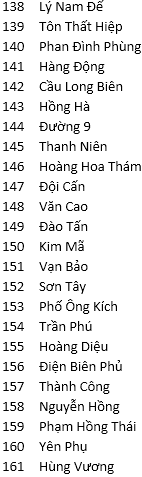 138 Lý Nam Đế
139 Tôn Thất Hiệp
140 Phan Đình Phùng
141 Hàng Động
142 Cầu Long Biên
143 Hồng Hà
144 Đường 9
145 Thanh Niên
146 Hoàng Hoa Thám
147 Đội Cấn
148 Văn Cao
149 Đào Tấn
150 Kim Mã
151 Vạn Bảo
152 Sơn Tây
153 Phố Ông Kích
154 Trần Phú
155 Hoàng Diệu
156 Điện Biên Phủ
157 Thành Công
158 Nguyễn Hồng
159 Phạm Hồng Thái
160 Yên Phụ
161 Hùng Vương